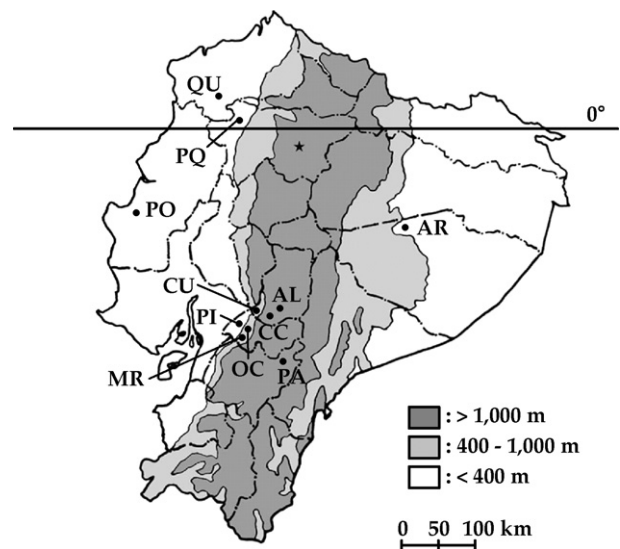 QU
0°
PQ
PO
AR
CU
AL
PI
CC
MR
OC
PA
: > 1,000 m
: 400 - 1,000 m
: < 400 m
0 50 100 km